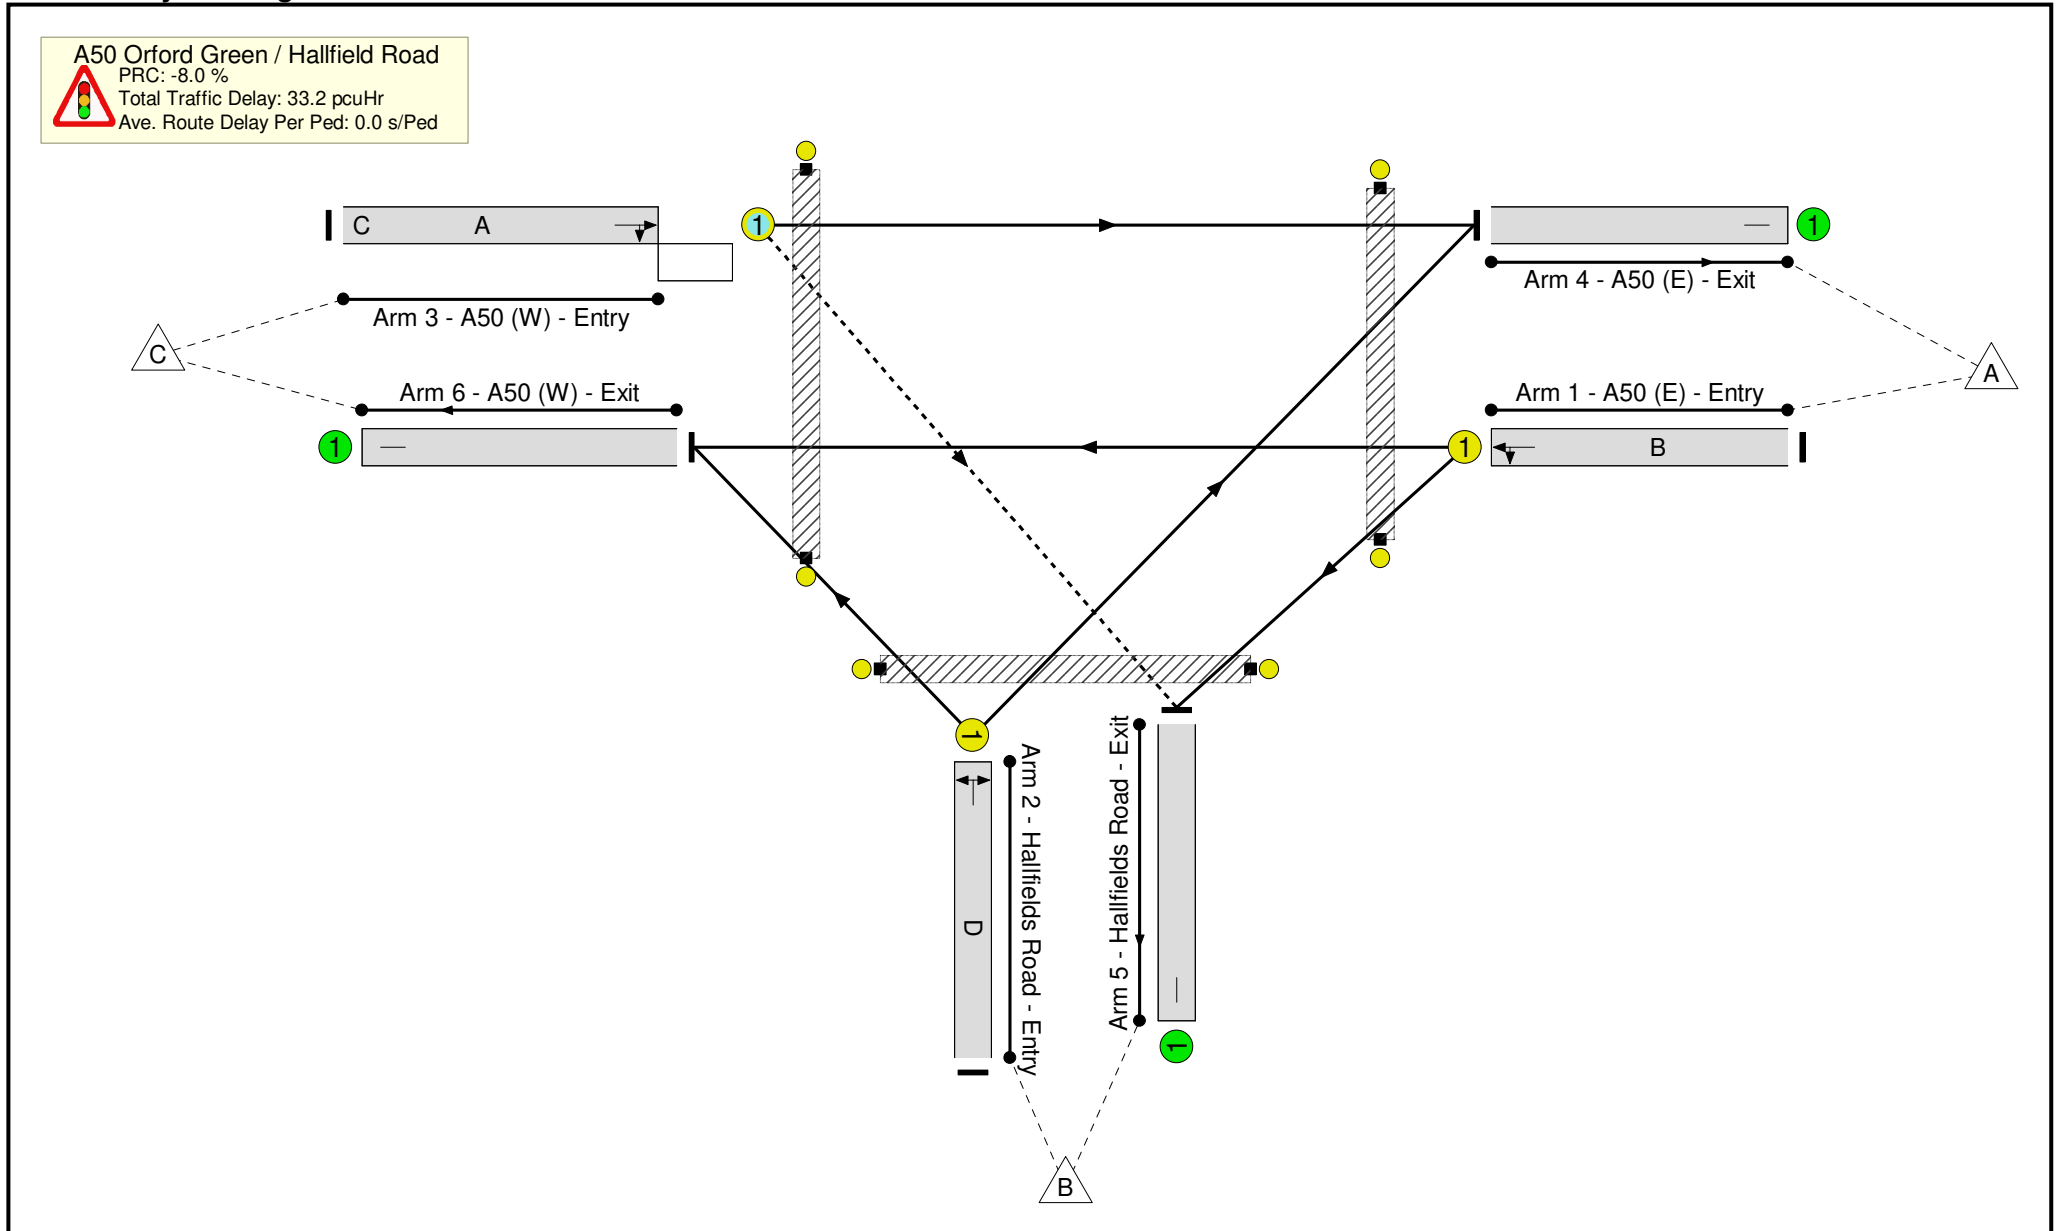 A50 Orford Green / Hallfield Road
PRC: -8.0 %
Total Traffic Delay: 33.2 pcuHr
Ave. Route Delay Per Ped: 0.0 s/Ped
C A 1
1
Arm 3 - A50 (W) - Entry
Arm 4 - A50 (E) - Exit
C
A
Arm 6 - A50 (W) - Exit
Arm 1 - A50 (E) - Entry
1
1 B
1
Arm 2 - Hallfields Road - Entry
Arm 5 - Hallfields Road - Exit
D
1
B